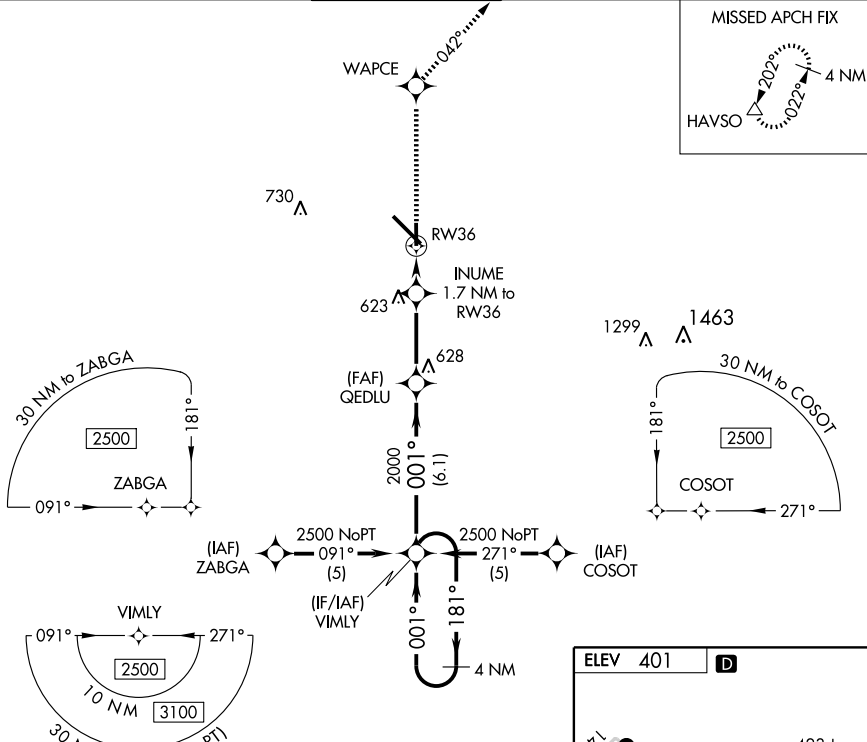 MISSED APCH FIX
042°
WAPCE
202°
022°
4 NM
HAVSO
730
RW36
INUME
1.7 NM to
RW36
623
1299
1463
628
(FAF)
QEDLU
30 NM to ZABGA
181°
2500
ZABGA
091°
2000
001°
(6.1)
30 NM to COSOT
181°
2500
COSOT
271°
(IAF)
ZABGA
2500 NoPT
091°
(5)
2500 NoPT
271°
(5)
(IAF)
COSOT
(IF/IAF)
VIMLY
001°
181°
4 NM
VIMLY
091°
271°
2500
10 NM
3100
ELEV 401
D